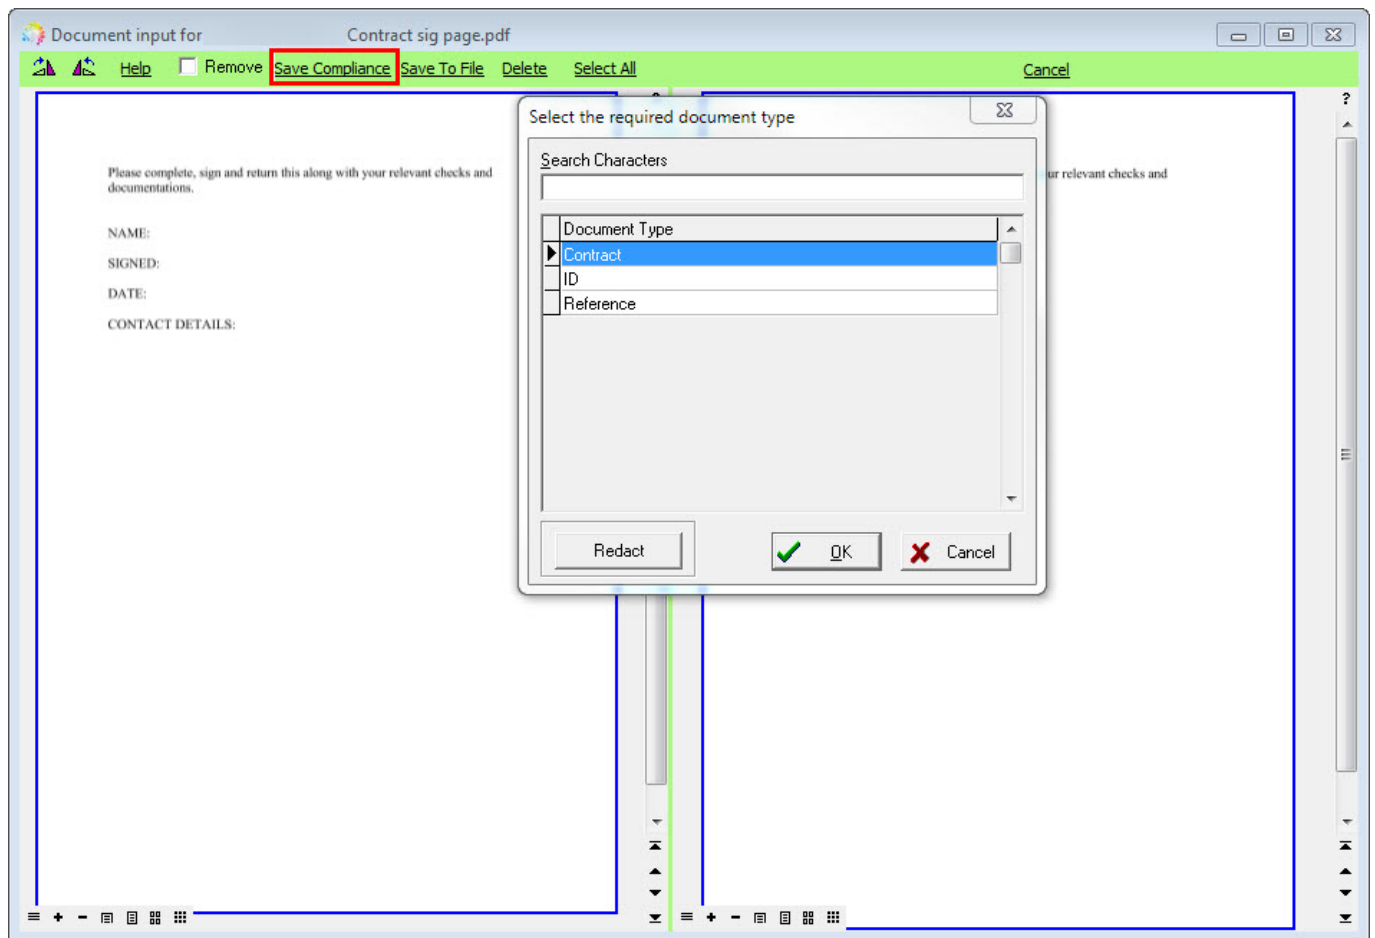 Document input for Contract sig page.pdf
Help Remove Save Compliance Save To File Delete Select All Cancel
Please complete, sign and return this along with your relevant checks and
documentations.
NAME:
SIGNED:
DATE:
CONTACT DETAILS:
Select the required document type
Search Characters
Document Type
Contract
ID
Reference
Redact OK Cancel
ur relevant checks and